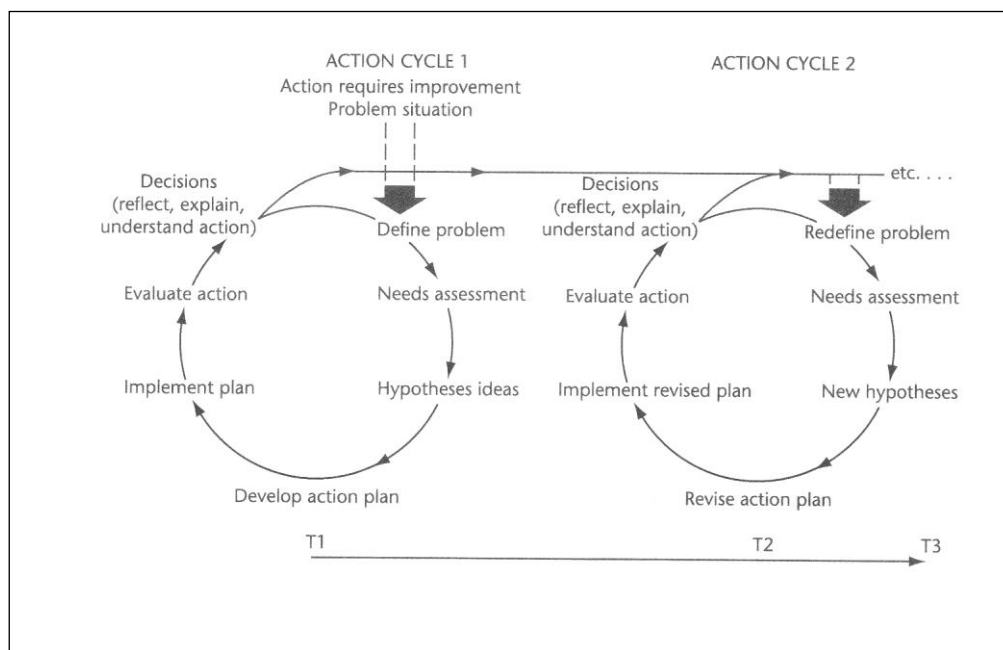 ACTION CYCLE 1
Action requires improvement
Problem situation
ACTION CYCLE 2
Decisions
(reflect, explain,
understand action)
Define problem
Evaluate action
Needs assessment
Implement plan
Hypotheses ideas
Develop action plan
etc. . . .
Decisions
(reflect, explain,
understand action)
Redefine problem
Evaluate action
Needs assessment
Implement revised plan
New hypotheses
Revise action plan
T1
T2
T3